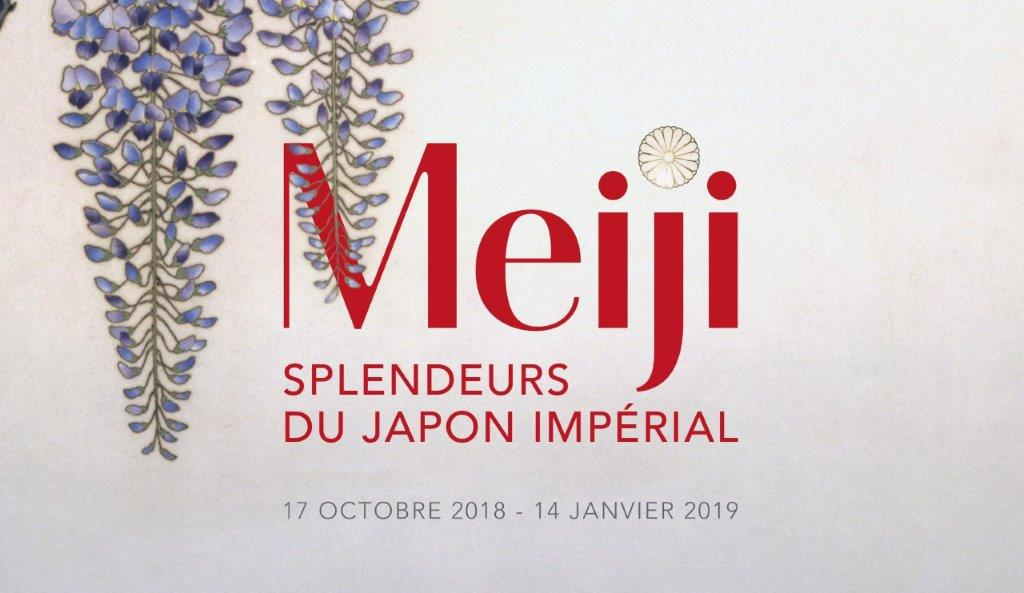 Meiji
SPLENDEURS
DU JAPON IMPÉRIAL
17 OCTOBRE 2018 - 14 JANVIER 2019